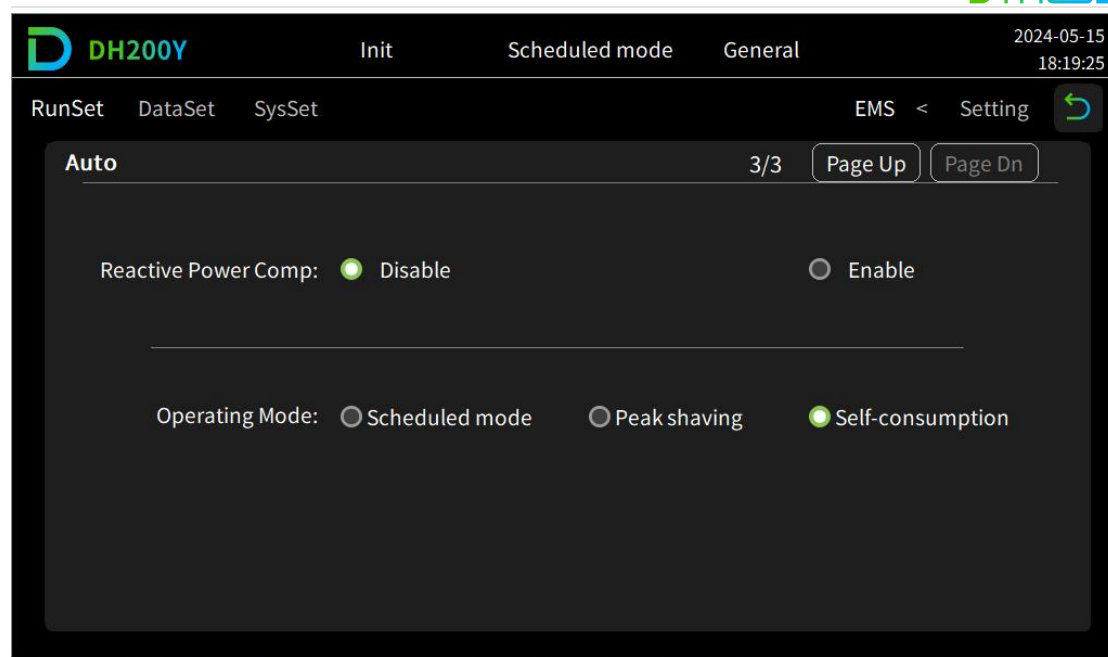 DH200Y Init Scheduled mode General 2024-05-15
18:19:25
RunSet DataSet SysSet EMS < Setting
Auto 3/3 Page Up Page Dn
Reactive Power Comp: Disable Enable
Operating Mode: Scheduled mode Peak shaving Self-consumption